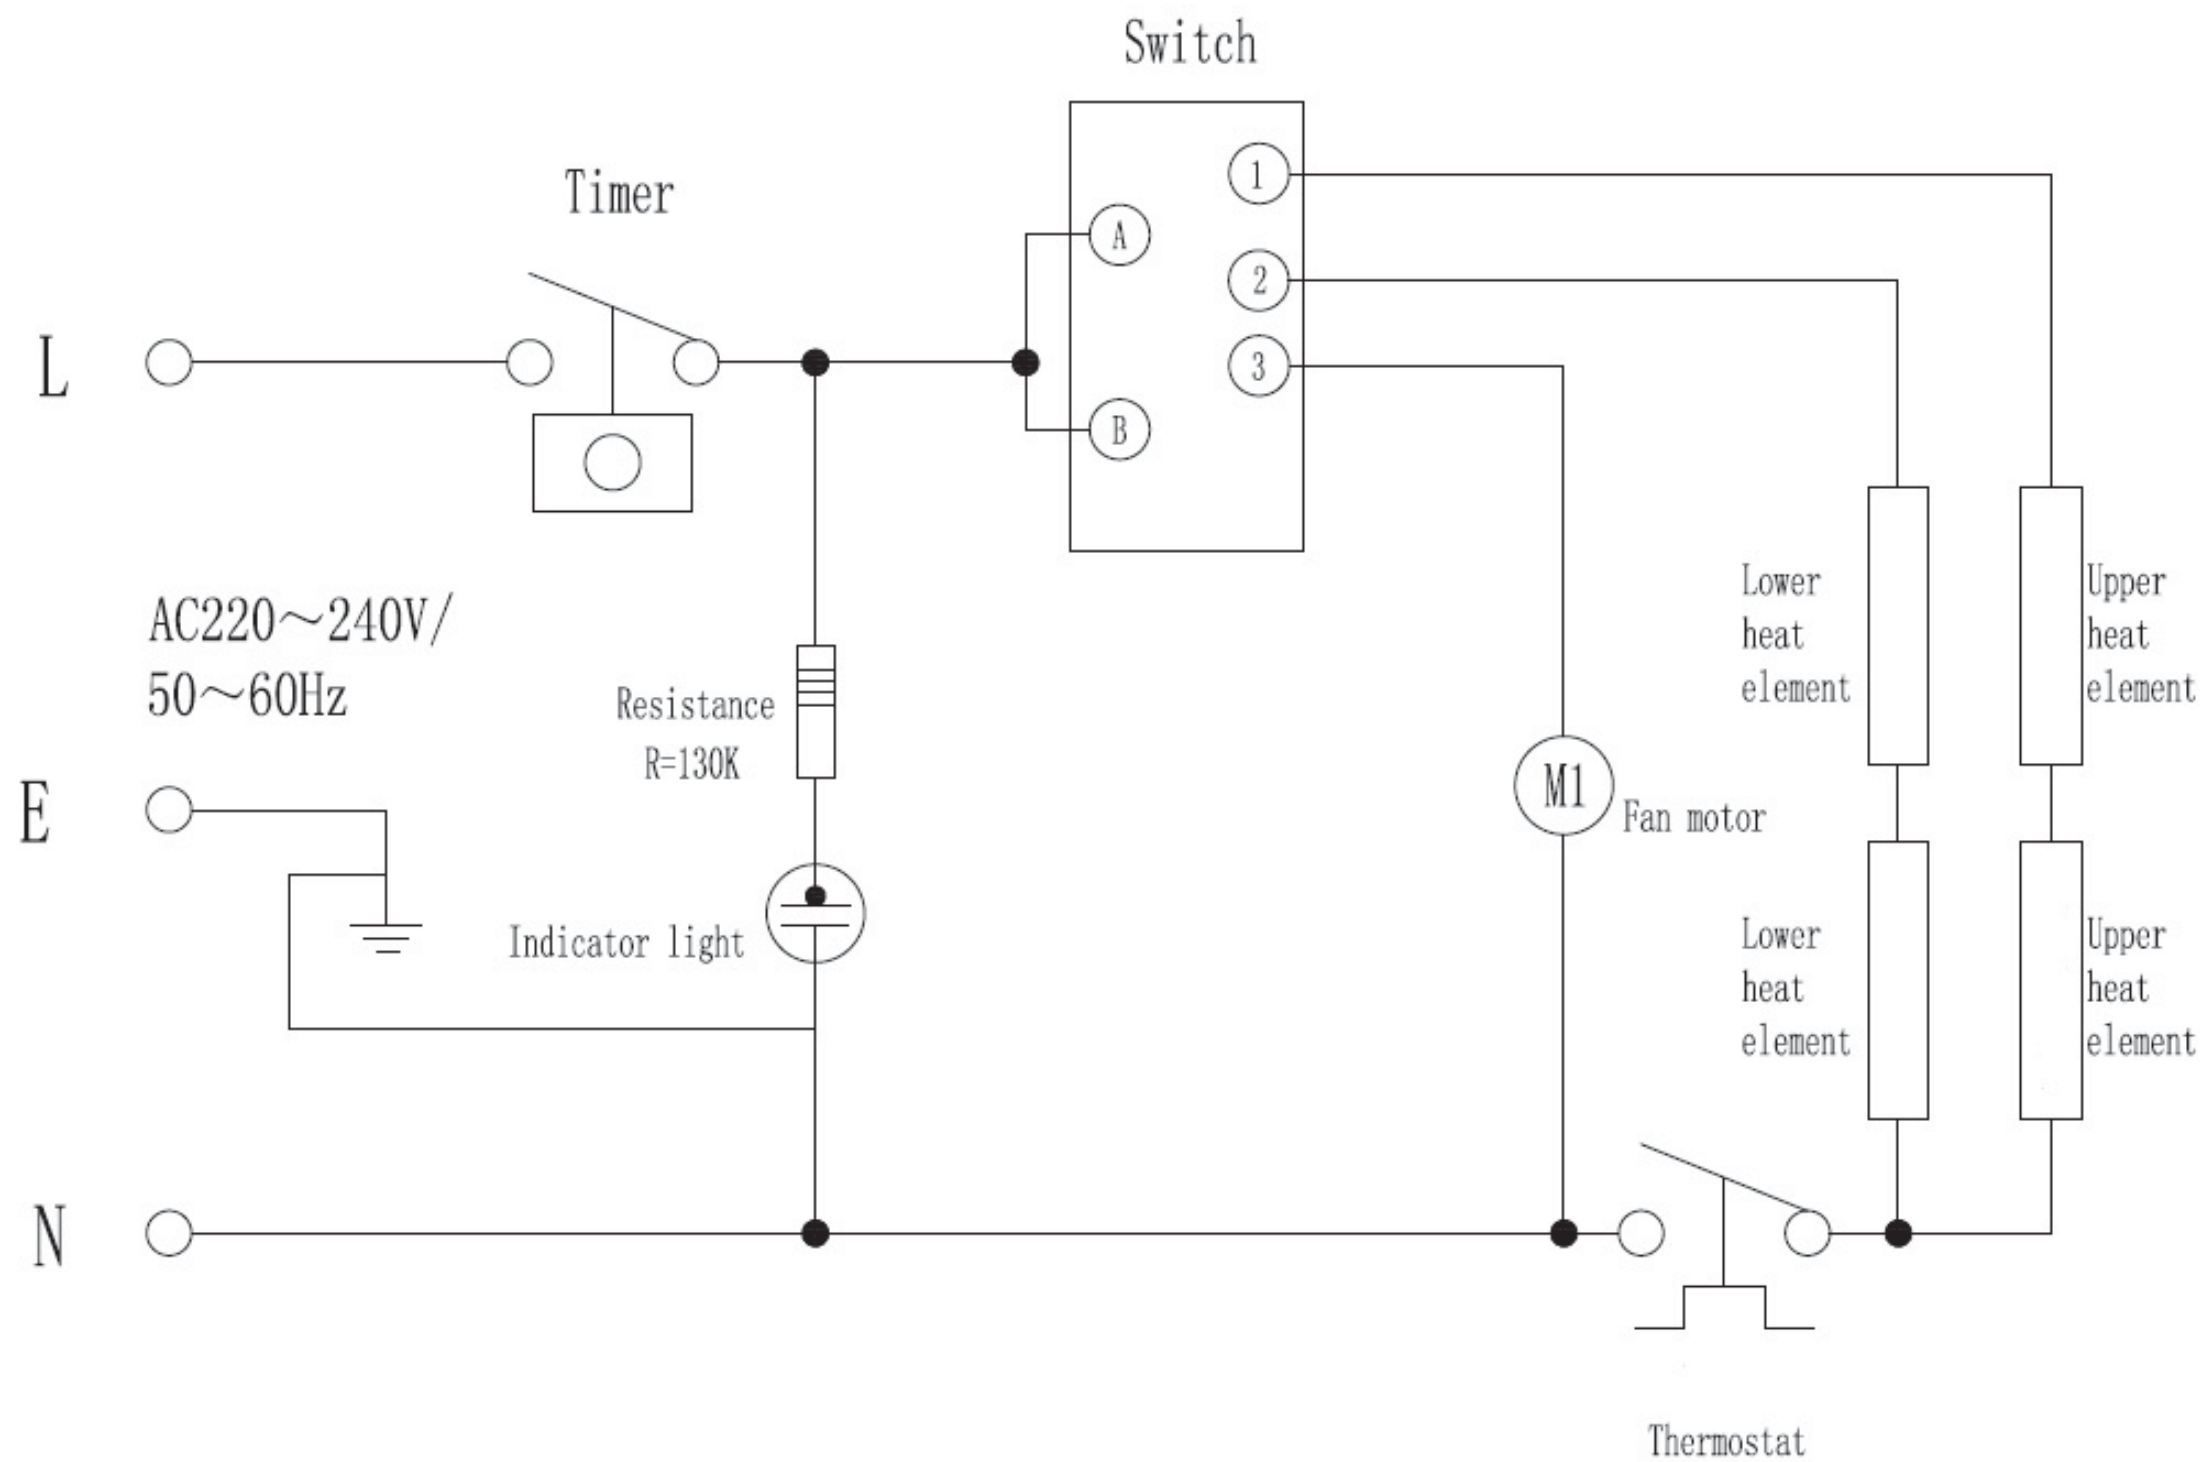 Switch
Timer
1
A
2
3
B
L
AC220～240V/
50～60Hz
Resistance
R=130K
Lower
heat
element
Upper
heat
element
E
M1
Fan motor
Indicator light
Lower
heat
element
Upper
heat
element
N
Thermostat